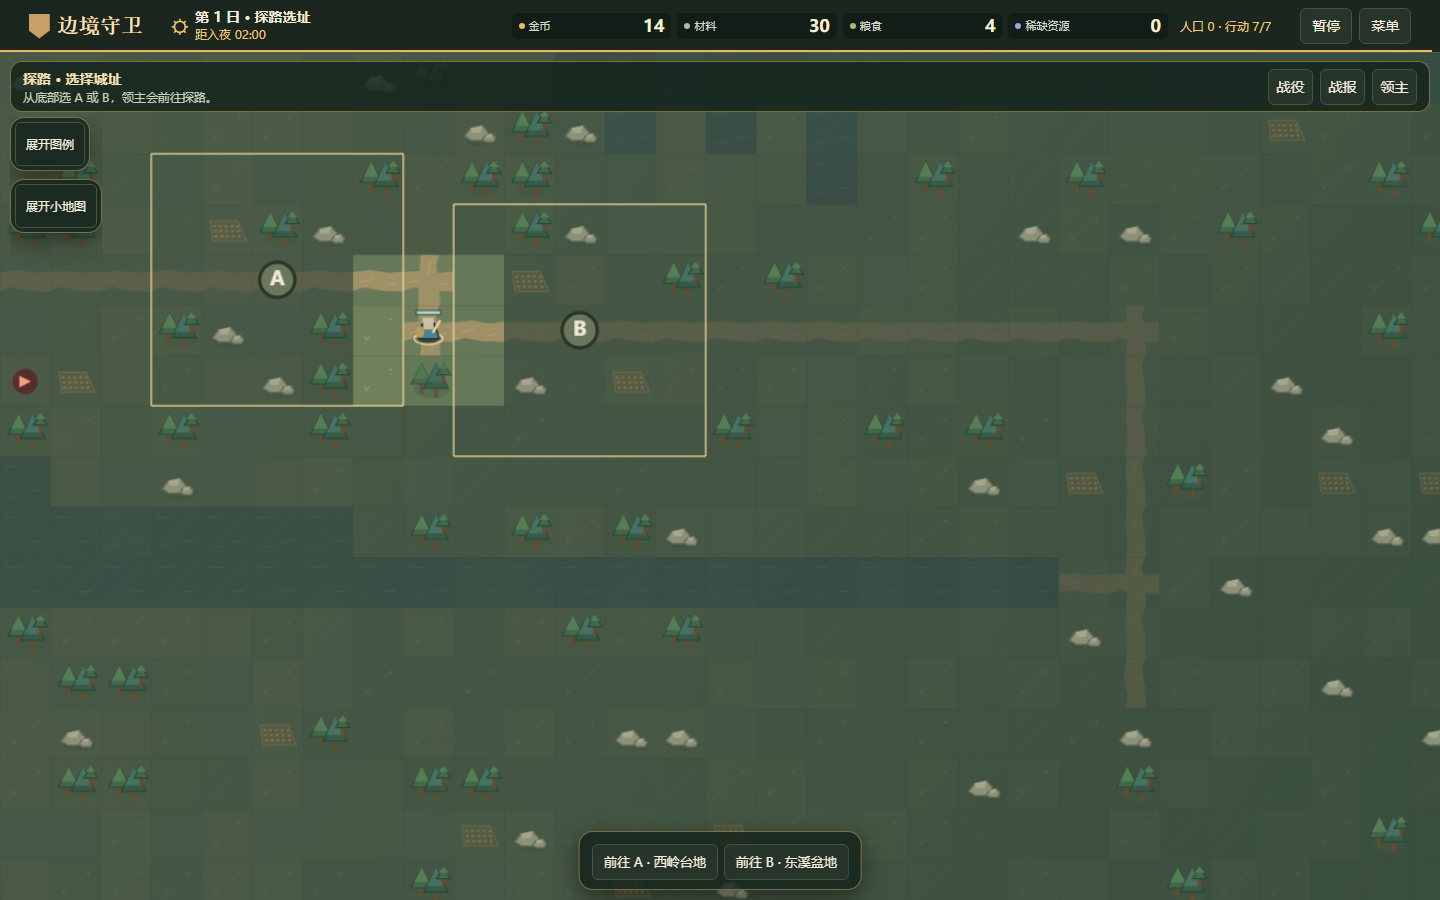 边境守卫
第 1 日 · 探路选址
距入夜 02:00
金币 14
材料 30
粮食 4
稀缺资源 0
人口 0 · 行动 7/7
暂停
菜单
探路 • 选择城址
从底部选 A 或 B，领主会前往探路。
战役
战报
领主
展开图例
展开小地图
A
B
前往 A · 西岭台地
前往 B · 东溪盆地